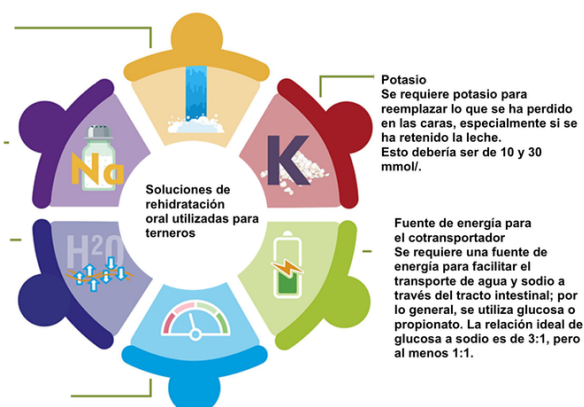 Potasio
Se requiere potasio para
reemplazar lo que se ha perdido
en las caras, especialmente si se
ha retenido la leche.
Esto debería ser de 10 y 30
mmol/.
K
Na
Soluciones de
rehidratación
oral utilizadas para
terneros
H²O
Fuente de energía para
el cotransportador
Se requiere una fuente de
energía para facilitar el
transporte de agua y sodio a
través del tracto intestinal; por
lo general, se utiliza glucosa o
propionato. La relación ideal de
glucosa a sodio es de 3:1, pero
al menos 1:1.